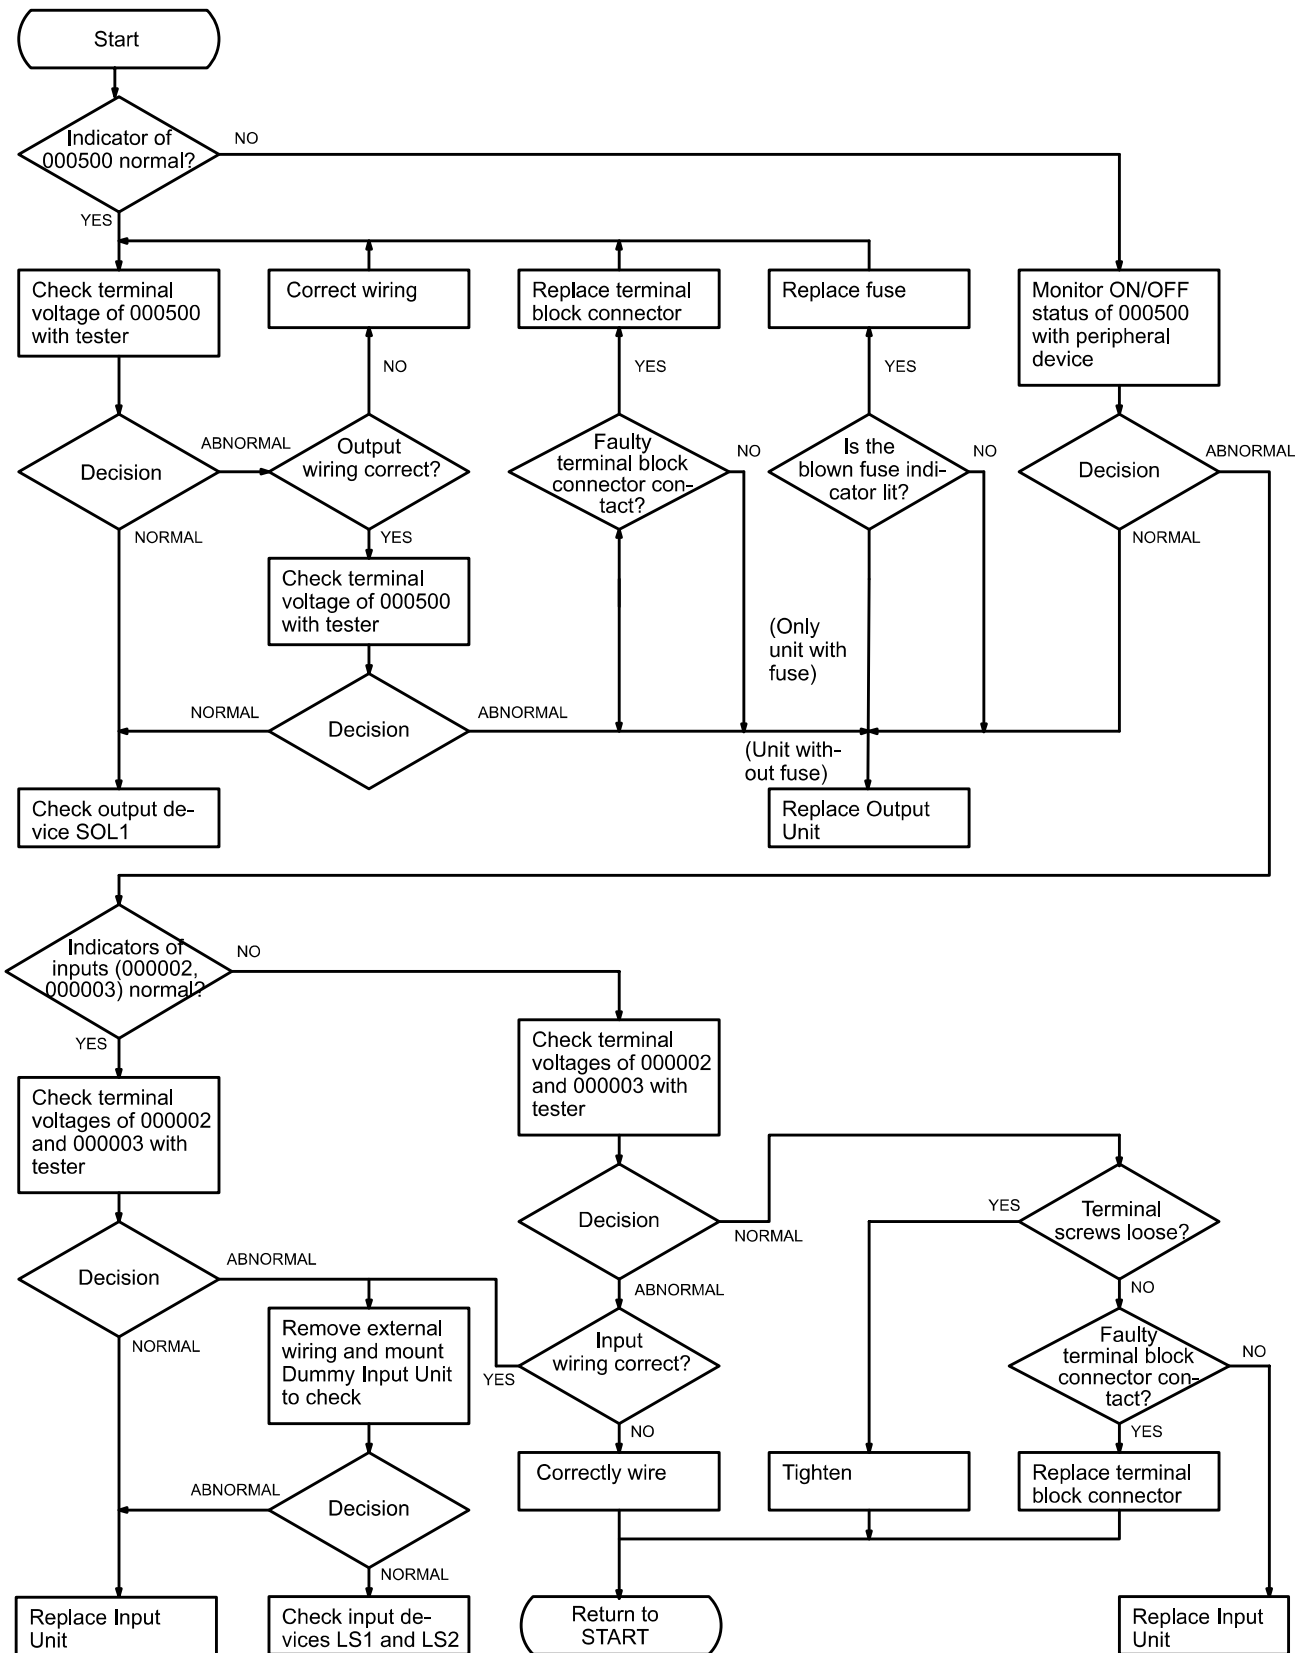 Start
Indicator of
000500 normal?
NO
YES
Check terminal
voltage of 000500
with tester
Correct wiring
Replace terminal
block connector
Replace fuse
Monitor ON/OFF
status of 000500
with peripheral
device
NO
YES
YES
Decision
ABNORMAL
Output
wiring correct?
Faulty
terminal block
connector con-
tact?
NO
Is the
blown fuse indi-
cator lit?
NO
Decision
ABNORMAL
NORMAL
YES
NORMAL
Check terminal
voltage of 000500
with tester
(Only
unit with
fuse)
NORMAL
Decision
ABNORMAL
(Unit with-
out fuse)
Check output de-
vice SOL1
Replace Output
Unit
Indicators of
inputs (000002,
000003) normal?
NO
YES
Check terminal
voltages of 000002
and 000003 with
tester
Check terminal
voltages of 000002
and 000003 with
tester
Decision
ABNORMAL
NORMAL
Decision
NORMAL
ABNORMAL
YES
Terminal
screws loose?
NO
Remove external
wiring and mount
Dummy Input Unit
to check
YES
Input
wiring correct?
NO
Faulty
terminal block
connector con-
tact?
NO
YES
ABNORMAL
Decision
NORMAL
Correctly wire
Tighten
Replace terminal
block connector
Replace Input
Unit
Check input de-
vices LS1 and LS2
Return to
START
Replace Input
Unit